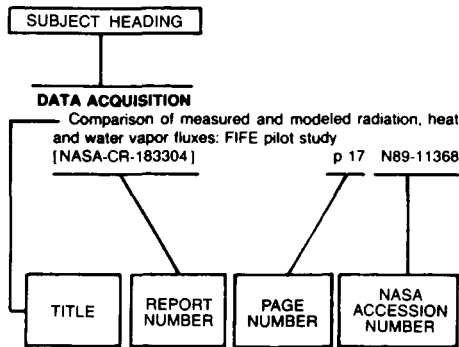 SUBJECT HEADING
DATA ACQUISITION
Comparison of measured and modeled radiation, heat
and water vapor fluxes: FIFE pilot study
[NASA-CR-183304] p 17 N89-11368
TITLE
REPORT
NUMBER
PAGE
NUMBER
NASA
ACCESSION
NUMBER